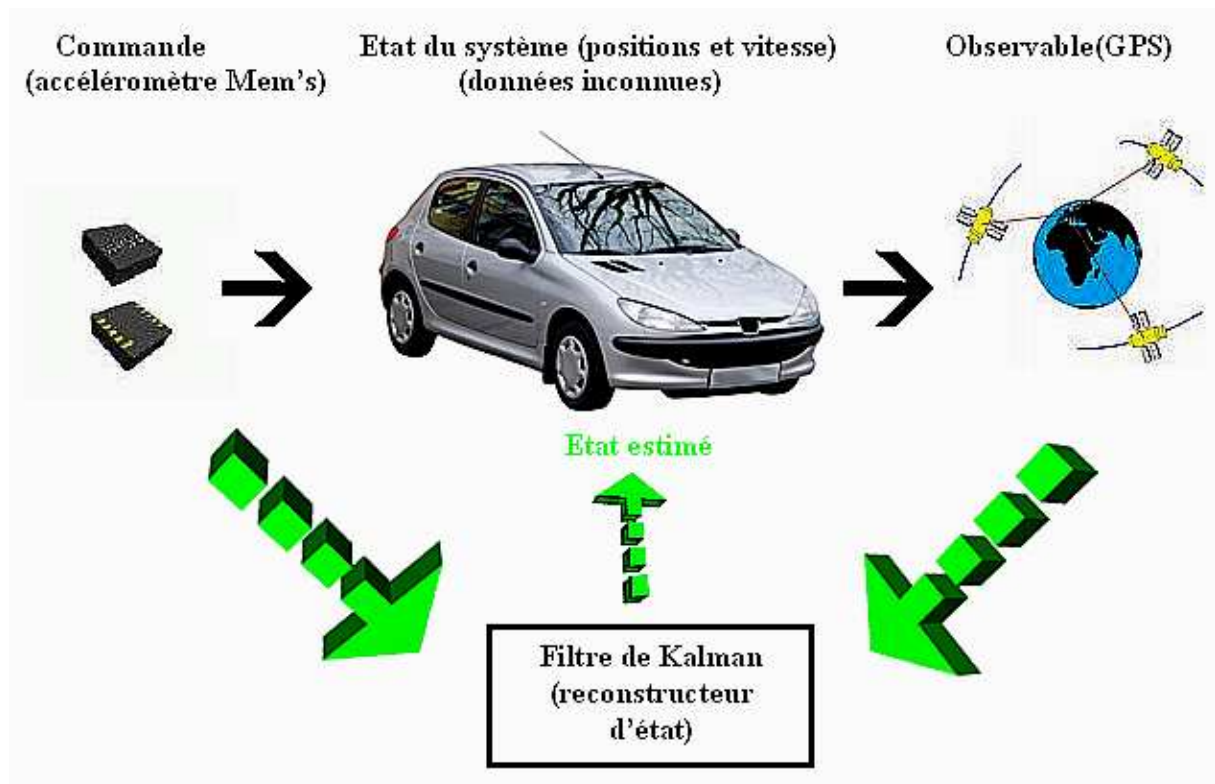 Commande
(accéléromètre Mem's)
Etat du système (positions et vitesse)
(données inconnues)
Observable(GPS)
Etat estimé
Filtre de Kalman
(reconstructeur
d'état)